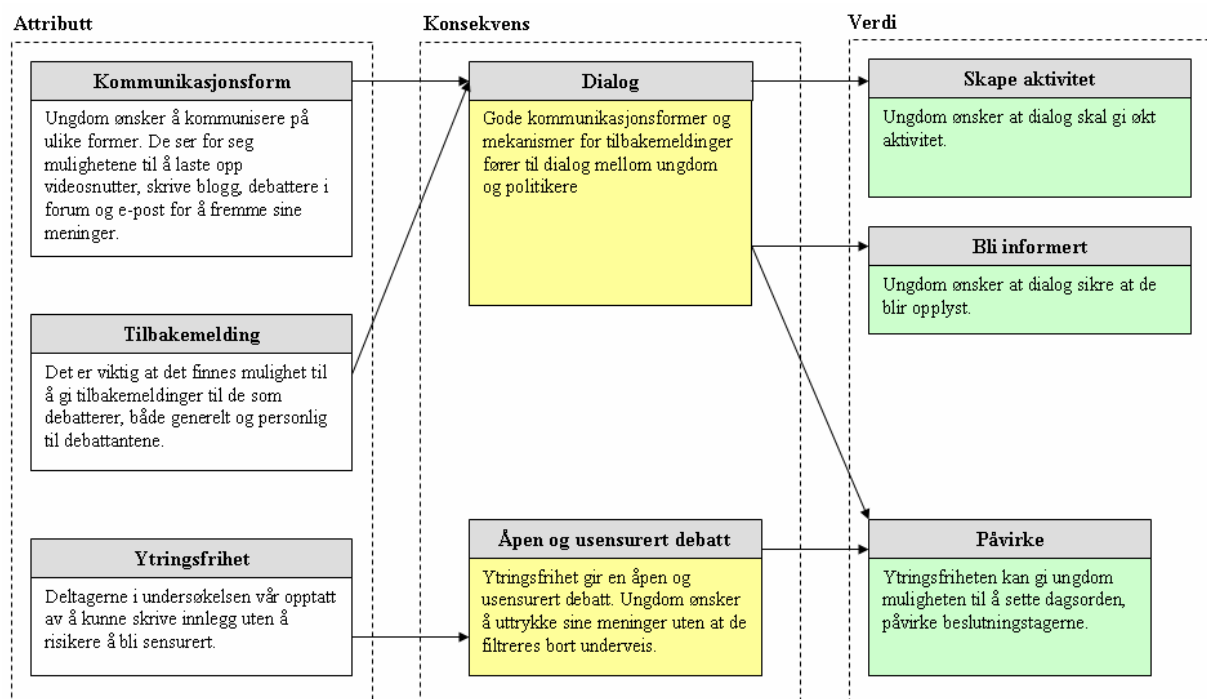 Attributt
Kommunikasjonsform
Ungdom ønsker å kommunisere på
ulike former. De ser for seg
mulighetene til å laste opp
videosnutter, skrive blogg, debattere i
forum og e-post for å fremme sine
meninger.
Tilbakemelding
Det er viktig at det finnes mulighet til
å gi tilbakemeldinger til de som
debatterer, både generelt og personlig
til debattantene.
Ytringsfrihet
Deltagerne i undersøkelsen vår opptatt
av å kunne skrive innlegg uten å
risikere å bli sensurert.
Konsekvens
Dialog
Gode kommunikasjonsformer og
mekanismer for tilbakemeldinger
fører til dialog mellom ungdom
og politikere
Åpen og usensurert debatt
Ytringsfrihet gir en åpen og
usensurert debatt. Ungdom ønsker
å uttrykke sine meninger uten at de
filtreres bort underveis.
Verdi
Skape aktivitet
Ungdom ønsker at dialog skal gi økt
aktivitet.
Bli informert
Ungdom ønsker at dialog sikre at de
blir opplyst.
Påvirke
Ytringsfriheten kan gi ungdom
muligheten til å sette dagsorden,
påvirke beslutningstagerne.